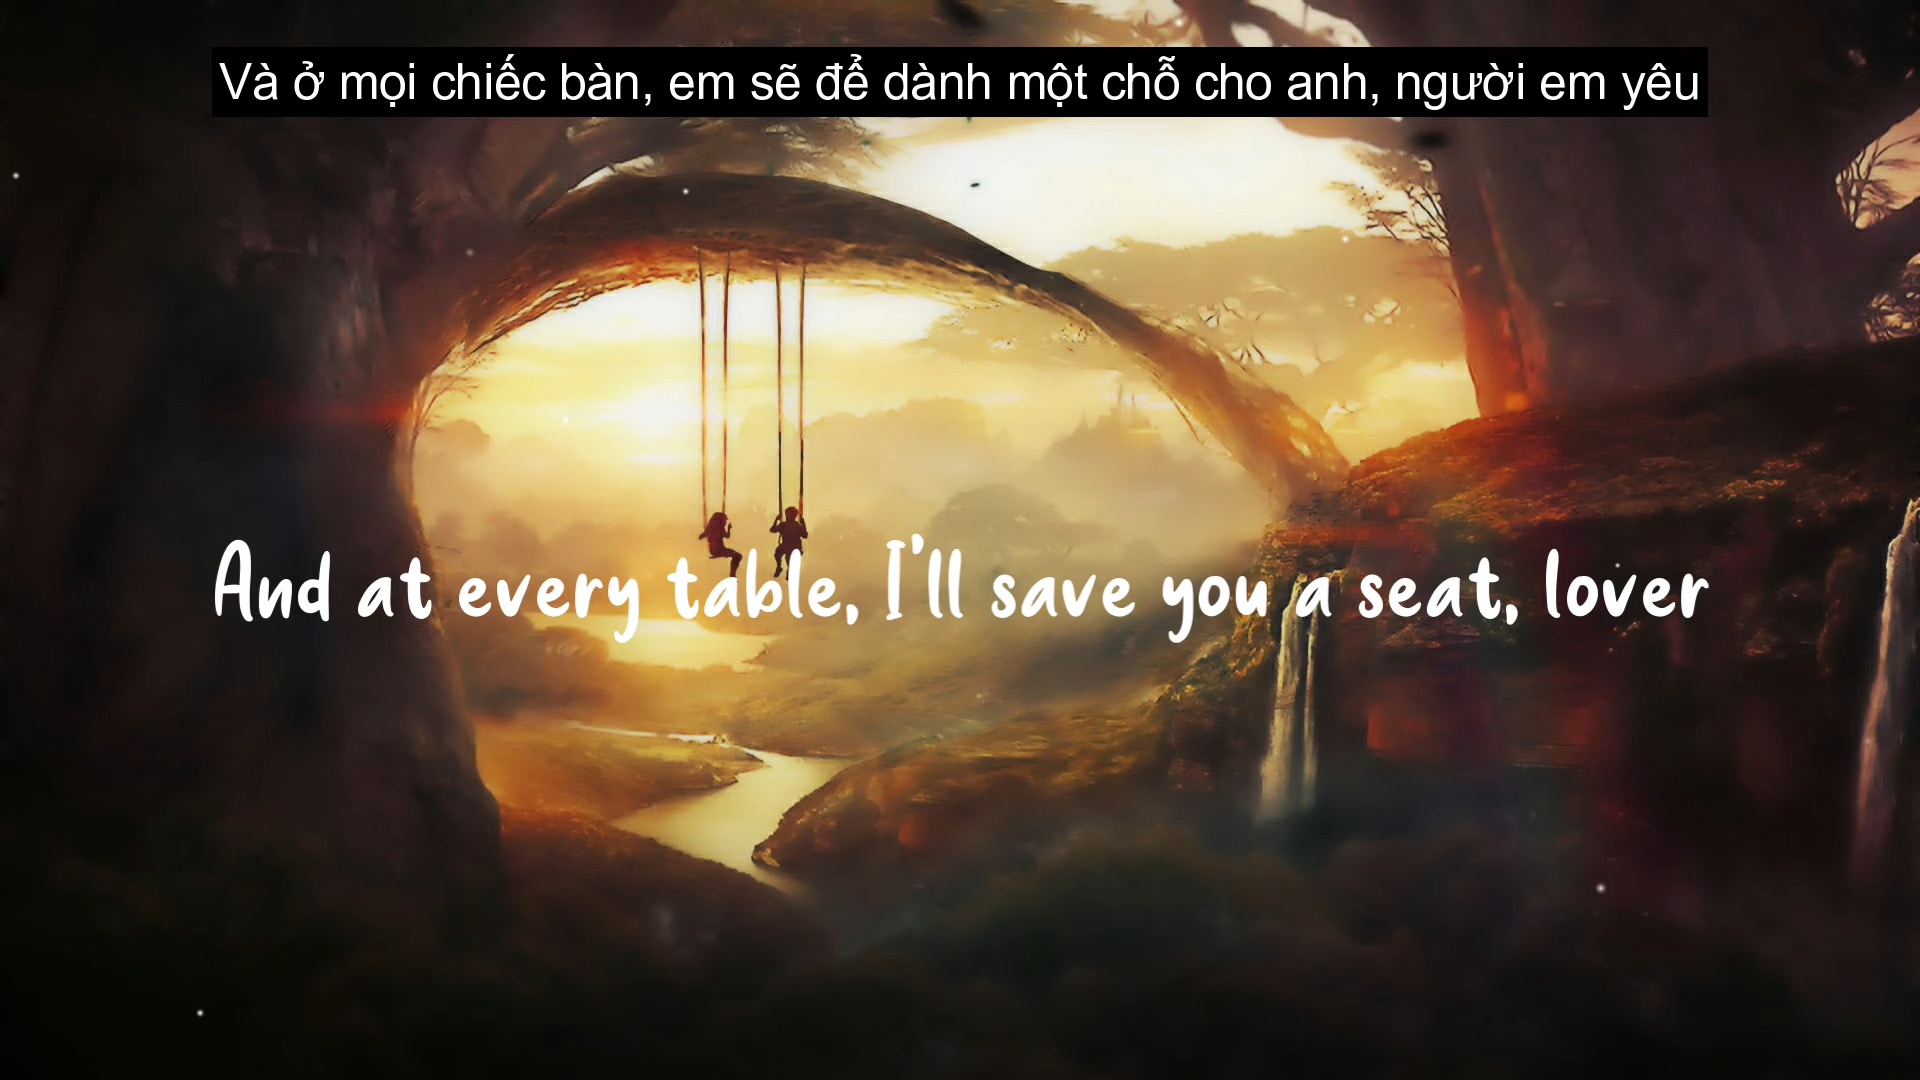 Và ở mọi chiếc bàn, em sẽ để dành một chỗ cho anh, người em yêu
And at every table, I'll save you a seat, lover